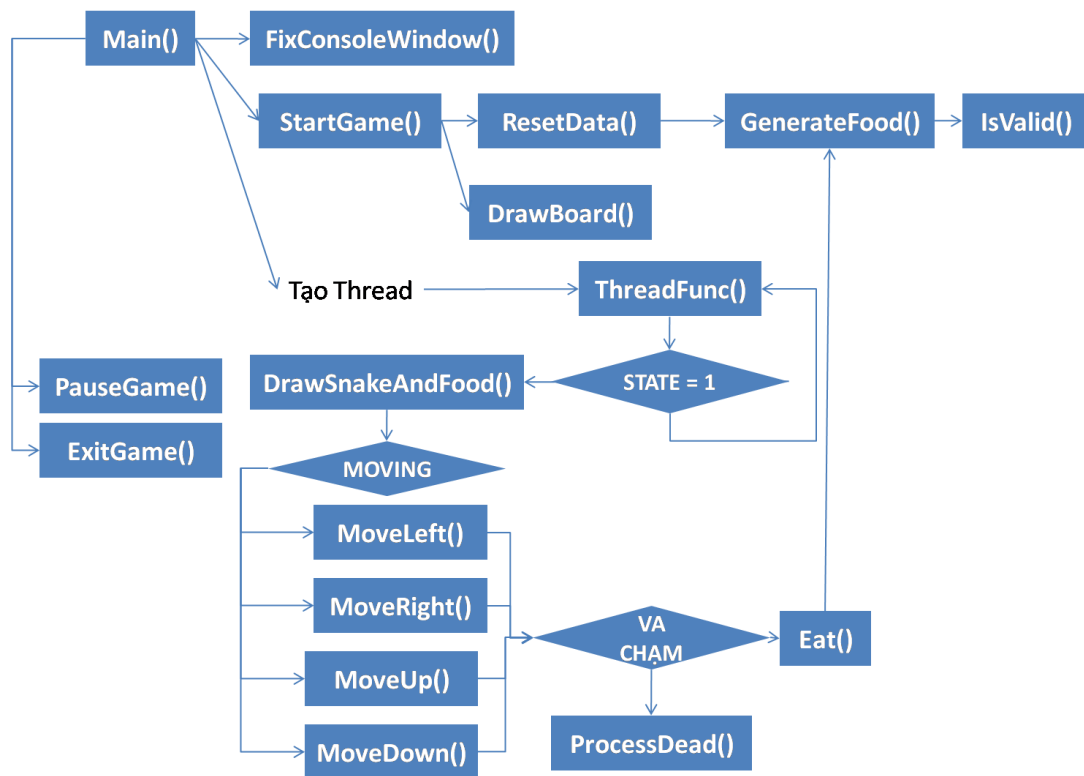 Main()
FixConsoleWindow()
StartGame()
ResetData()
GenerateFood()
IsValid()
DrawBoard()
Tạo Thread
ThreadFunc()
STATE = 1
DrawSnakeAndFood()
PauseGame()
ExitGame()
MOVING
MoveLeft()
MoveRight()
MoveUp()
MoveDown()
VA
CHẠM
Eat()
ProcessDead()